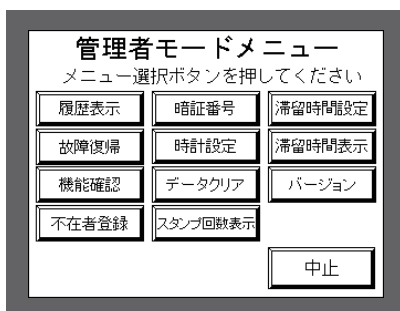 管理者モードメニュー
メニュー選択ボタンを押してください
履歴表示 暗証番号 滞留時間設定
故障復帰 時計設定 滞留時間表示
機能確認 データクリア バージョン
不在者登録 スタンプ回数表示
中止